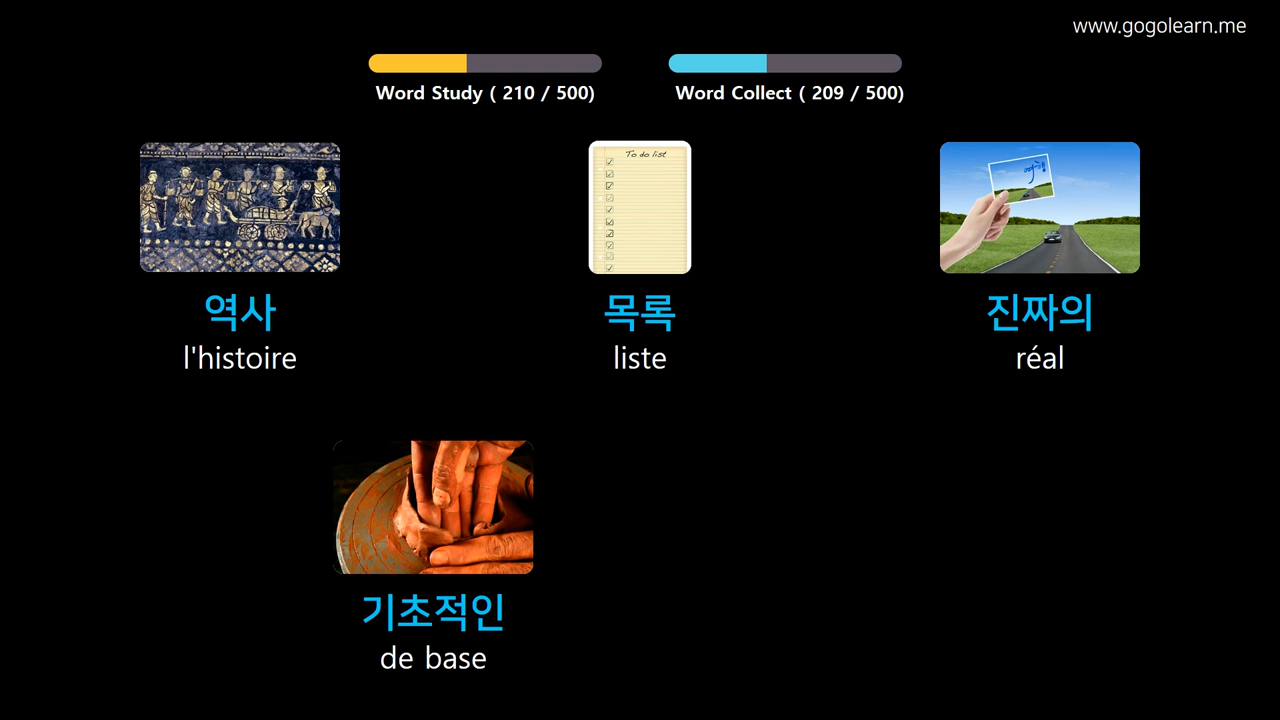 www.gogolearn.me
Word Study ( 210 / 500)
Word Collect ( 209 / 500)
To do list
역사
목록
진짜의
l'histoire
liste
réal
기초적인
de base